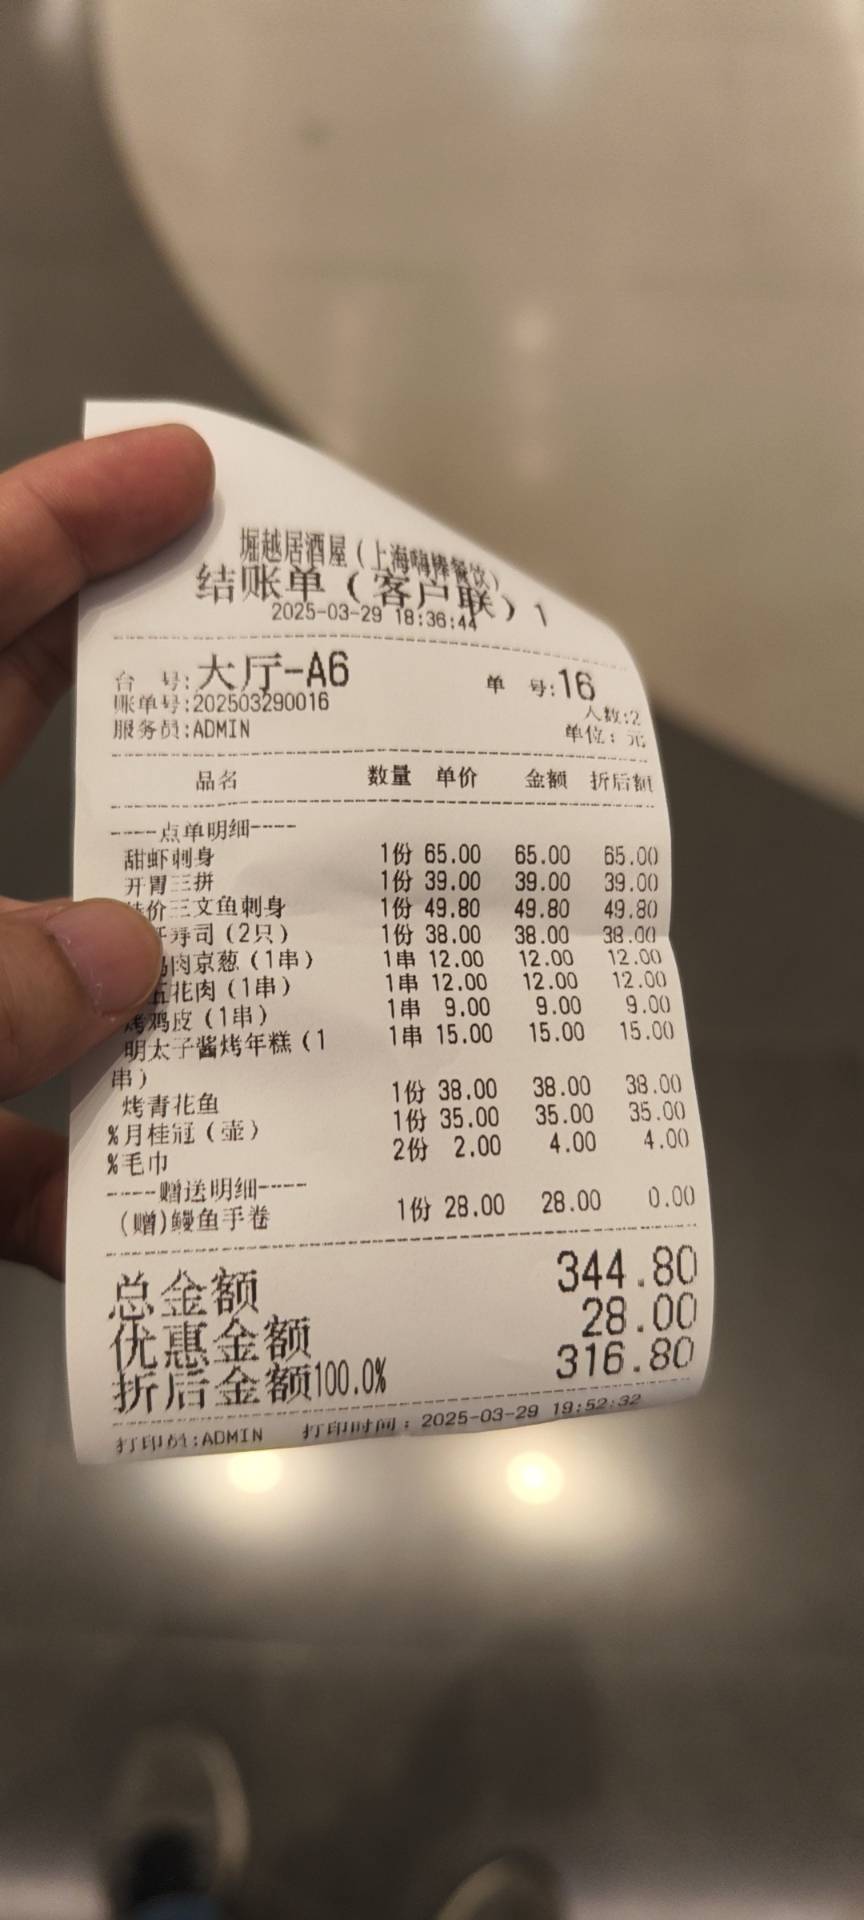 堀越居酒屋(上海嗨棒餐饮)
结账单(客户联)1
2025-03-29 18:36:44
台 号:大厅-A6 单 号:16
账单号:202503290016 人数:2
服务员:ADMIN 单位: 元
品名 数量 单价 金额 折后额
----点单明细----
甜虾刺身 1份 65.00 65.00 65.00
开胃三拼 1份 39.00 39.00 39.00
特价三文鱼刺身 1份 49.80 49.80 49.80
寿司(2只) 1份 38.00 38.00 38.00
肉京葱(1串) 1串 12.00 12.00 12.00
五花肉(1串) 1串 12.00 12.00 12.00
烤鸡皮(1串) 1串 9.00 9.00 9.00
明太子酱烤年糕(1 1串 15.00 15.00 15.00
串)
烤青花鱼 1份 38.00 38.00 38.00
%月桂冠(壶) 1份 35.00 35.00 35.00
%毛巾 2份 2.00 4.00 4.00
----赠送明细----
(赠)鳗鱼手卷 1份 28.00 28.00 0.00
总金额 344.80
优惠金额 28.00
折后金额100.0% 316.80
打印员:ADMIN 打印时间:2025-03-29 19:52:32